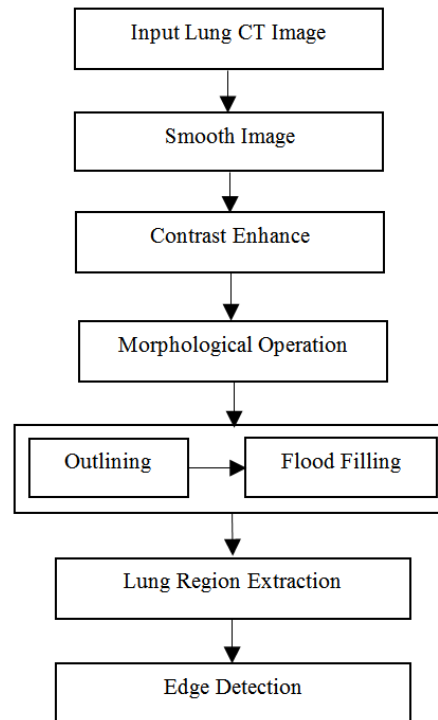 Input Lung CT Image
Smooth Image
Contrast Enhance
Morphological Operation
Outlining
Flood Filling
Lung Region Extraction
Edge Detection